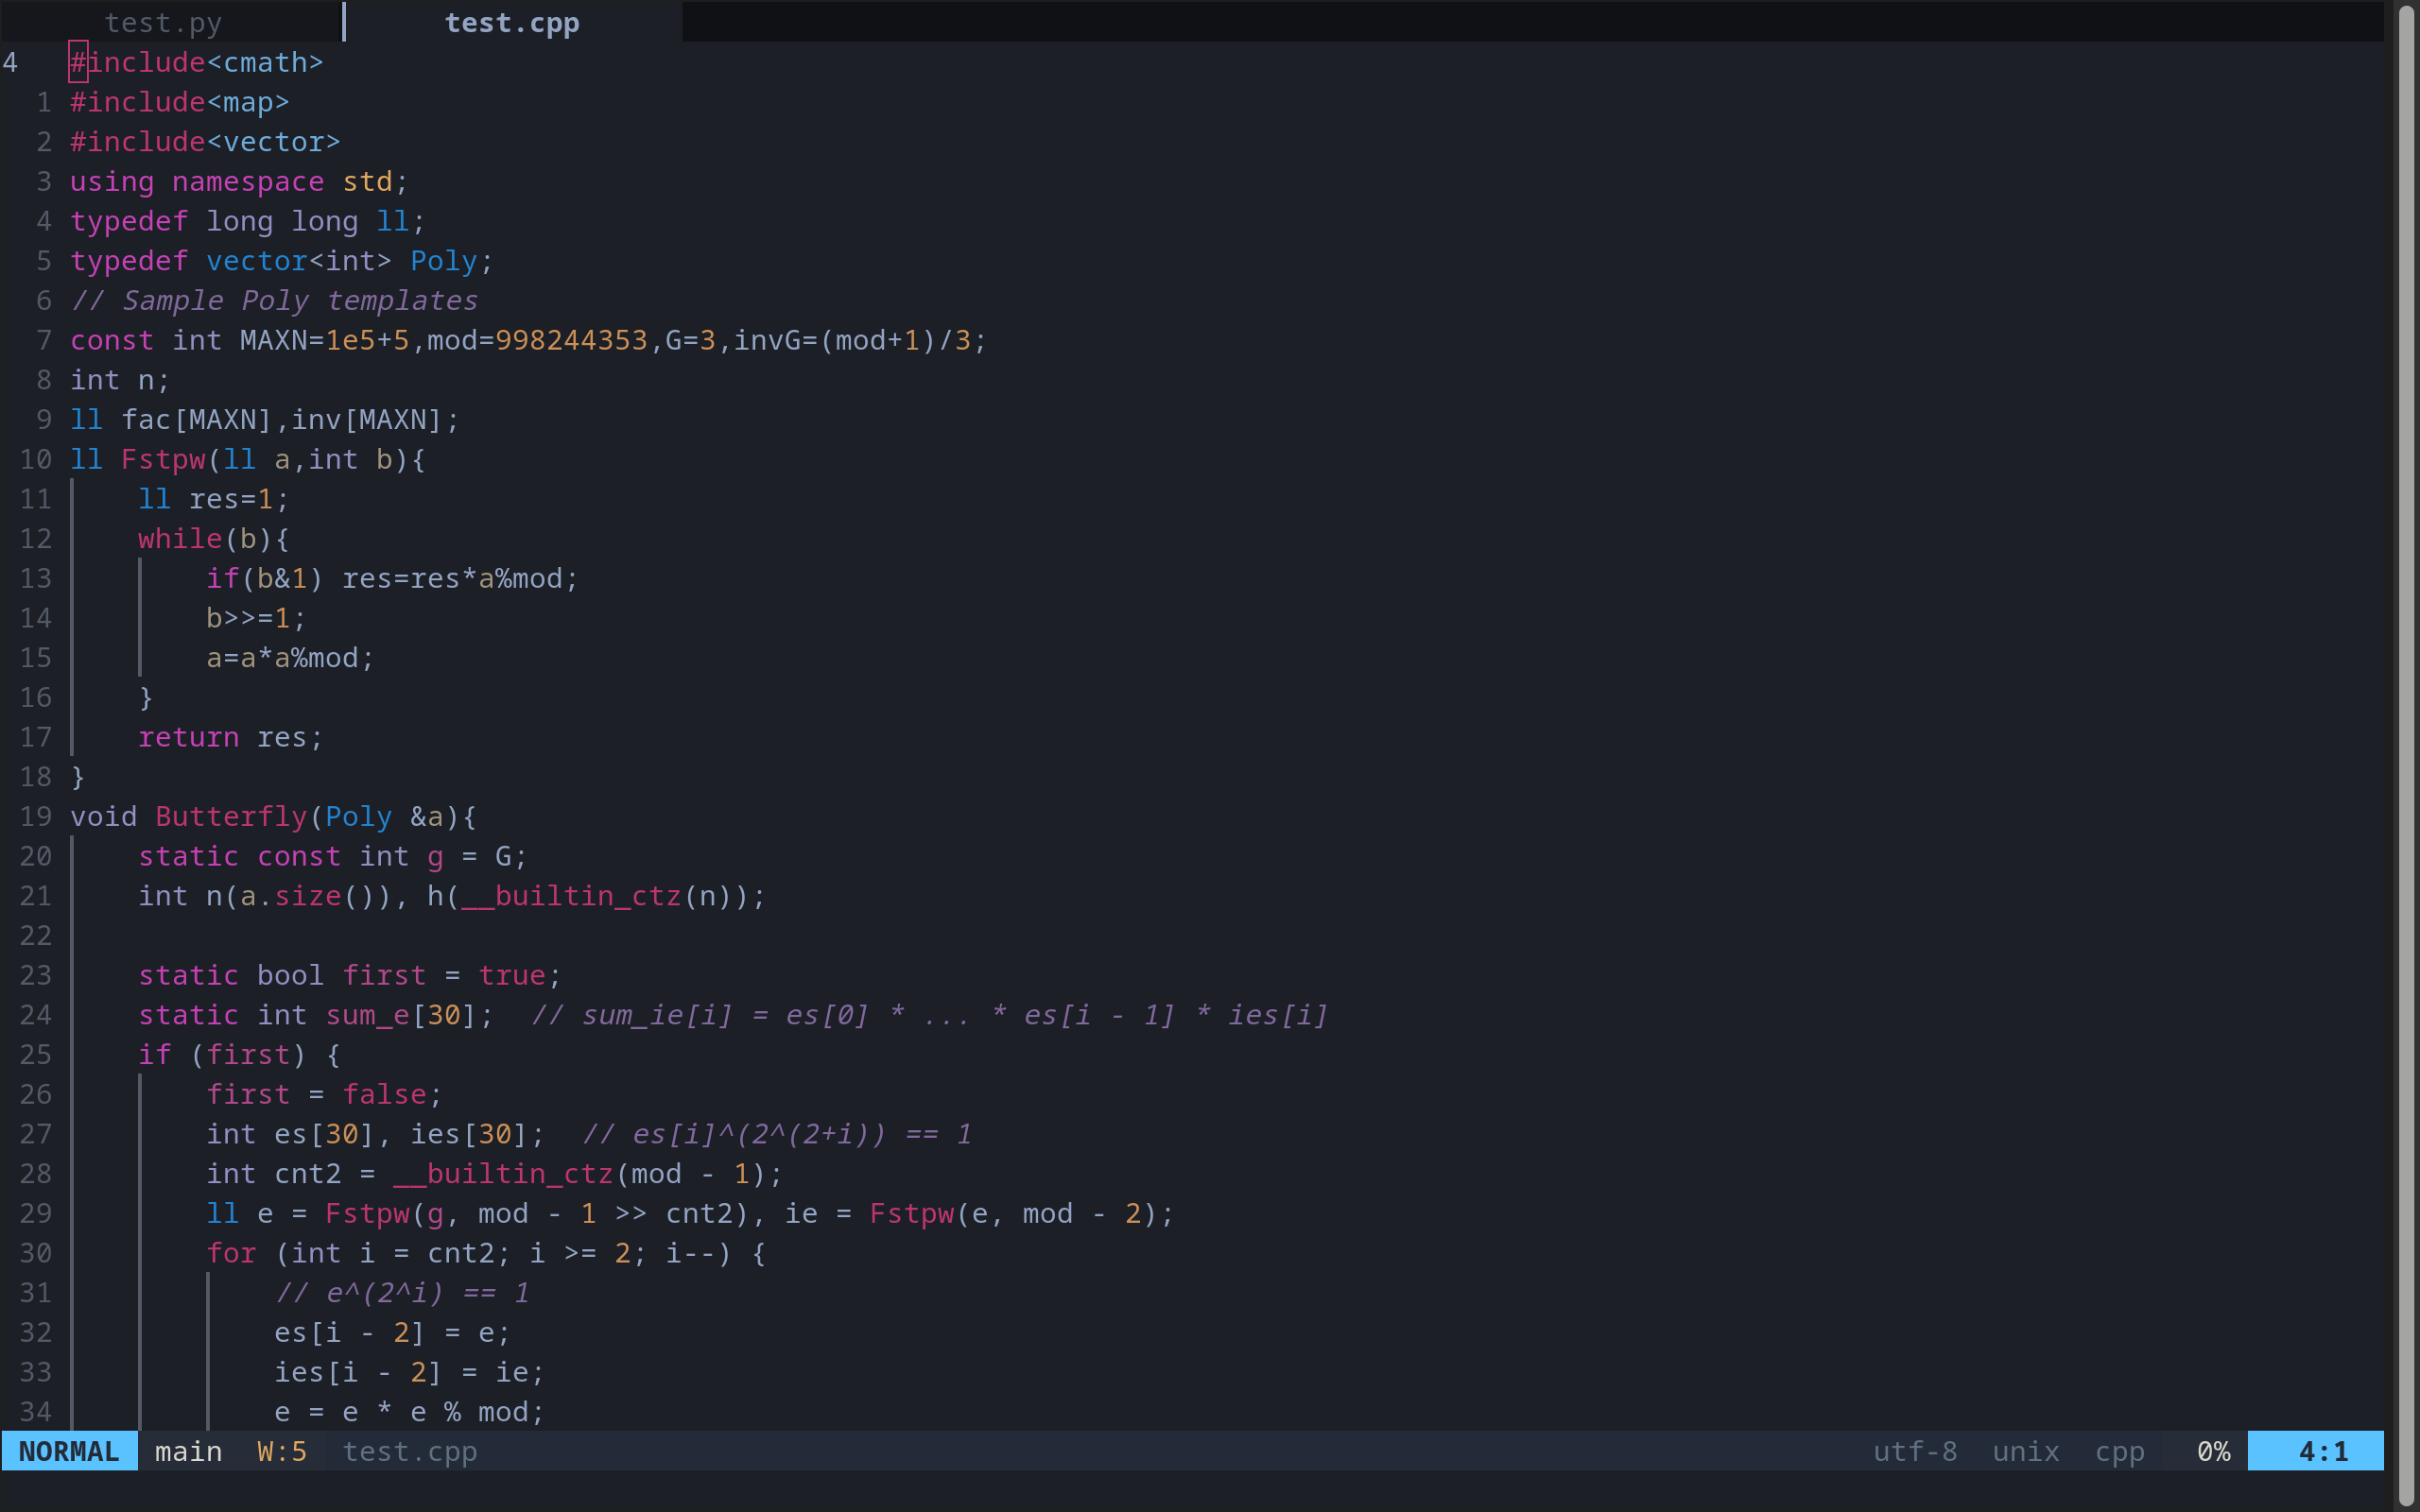 test.py test.cpp
4 #include<cmath>
1 #include<map>
2 #include<vector>
3 using namespace std;
4 typedef long long ll;
5 typedef vector<int> Poly;
6 // Sample Poly templates
7 const int MAXN=1e5+5,mod=998244353,G=3,invG=(mod+1)/3;
8 int n;
9 ll fac[MAXN],inv[MAXN];
10 ll Fstpw(ll a,int b){
11     ll res=1;
12     while(b){
13         if(b&1) res=res*a%mod;
14         b>>=1;
15         a=a*a%mod;
16     }
17     return res;
18 }
19 void Butterfly(Poly &a){
20     static const int g = G;
21     int n(a.size()), h(__builtin_ctz(n));
22
23     static bool first = true;
24     static int sum_e[30];  // sum_ie[i] = es[0] * ... * es[i - 1] * ies[i]
25     if (first) {
26         first = false;
27         int es[30], ies[30];  // es[i]^(2^(2+i)) == 1
28         int cnt2 = __builtin_ctz(mod - 1);
29         ll e = Fstpw(g, mod - 1 >> cnt2), ie = Fstpw(e, mod - 2);
30         for (int i = cnt2; i >= 2; i--) {
31             // e^(2^i) == 1
32             es[i - 2] = e;
33             ies[i - 2] = ie;
34             e = e * e % mod;
NORMAL main W:5 test.cpp utf-8 unix cpp 0% 4:1